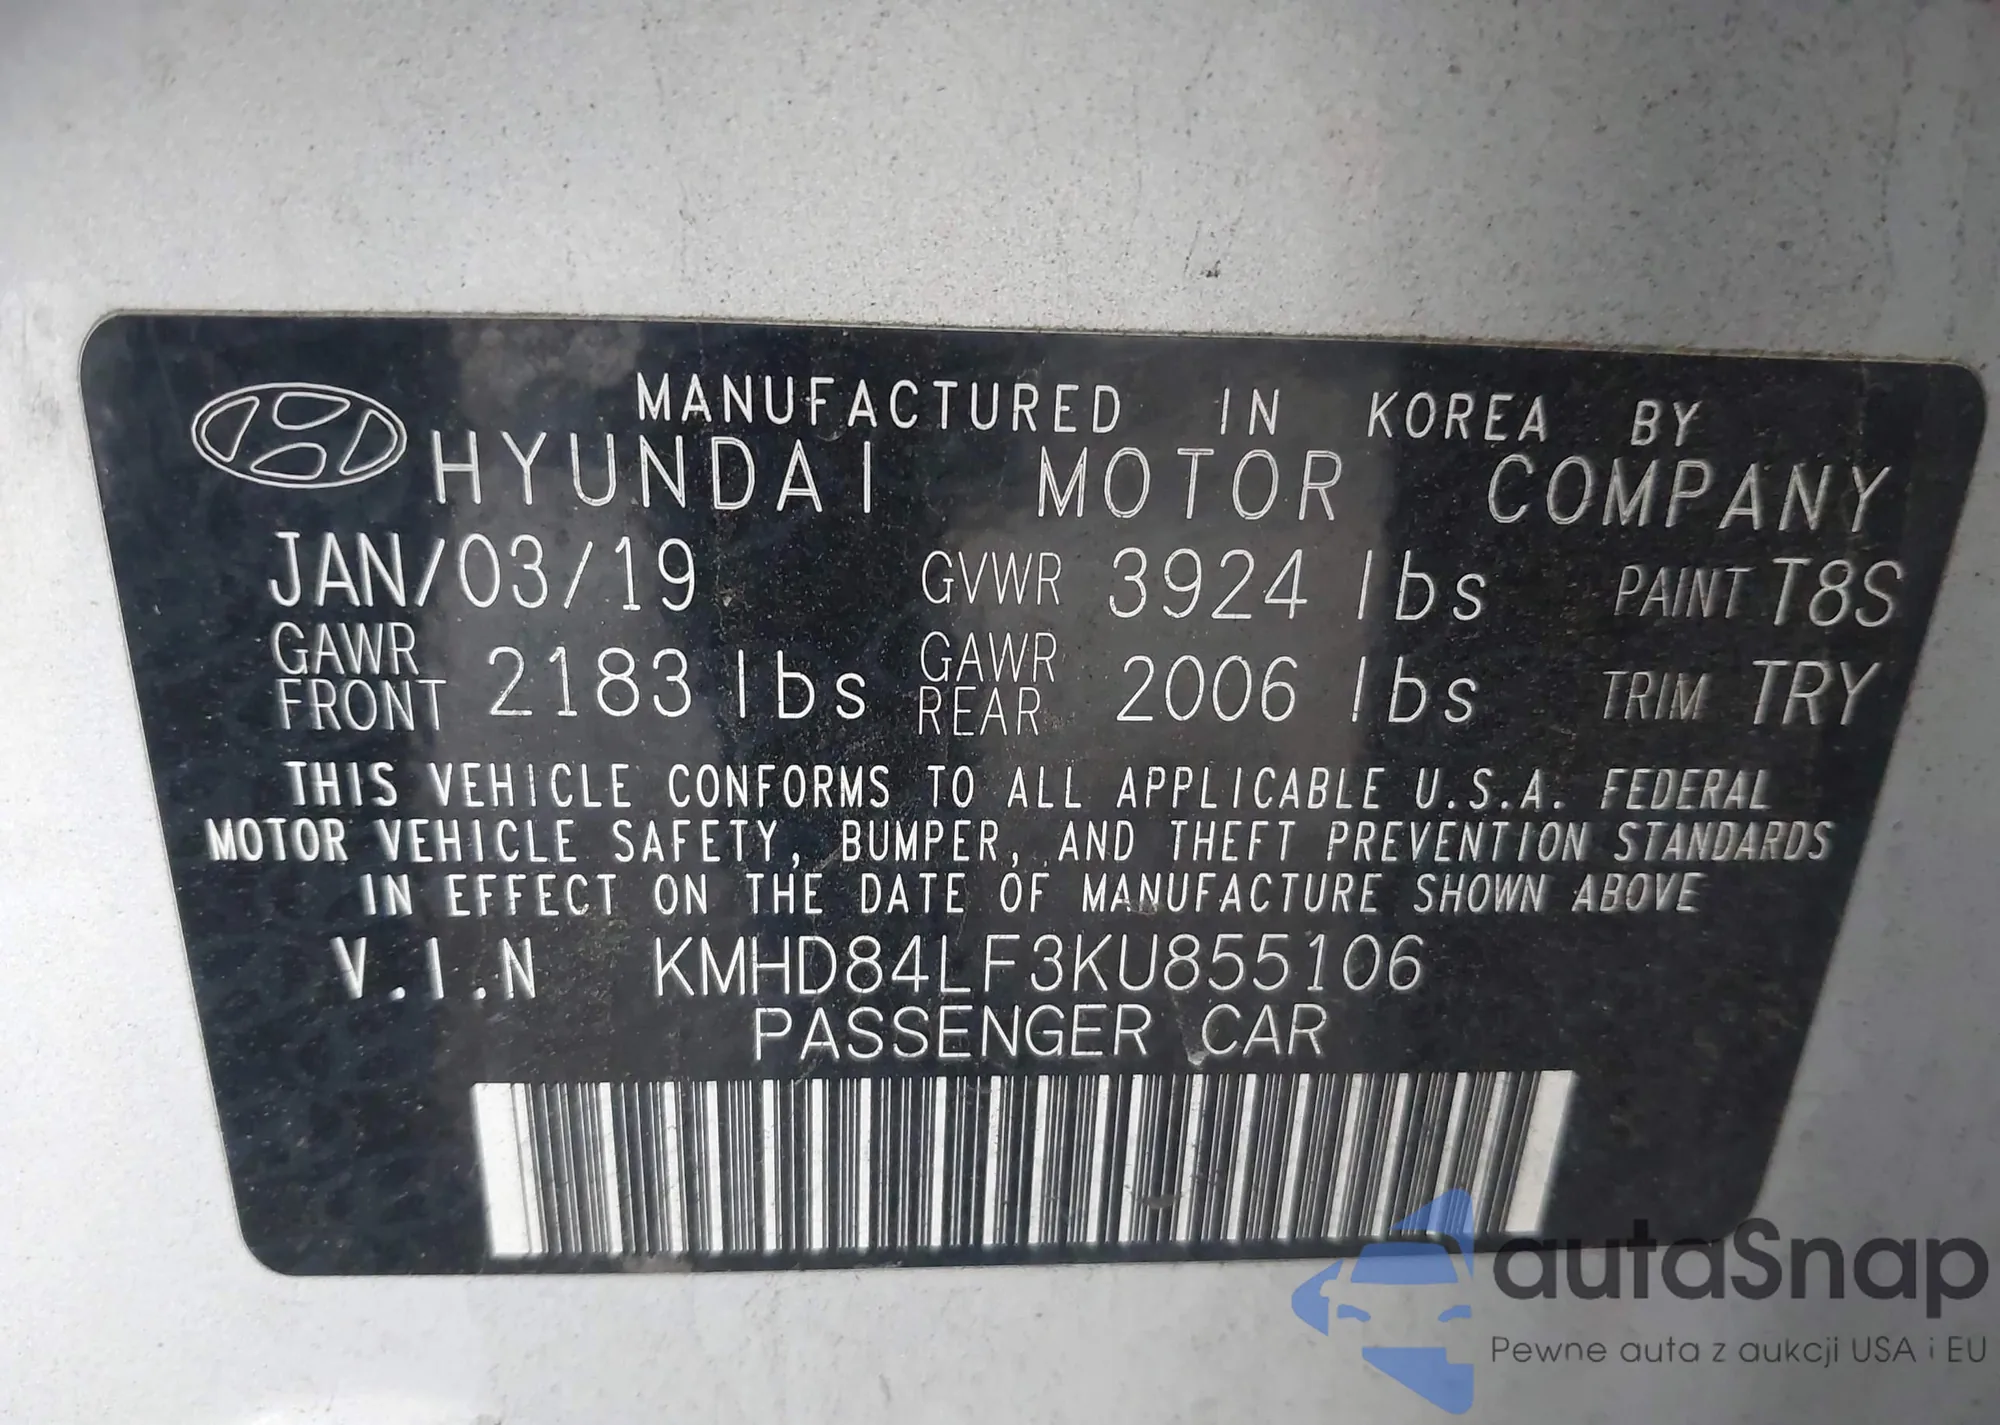 MANUFACTURED IN KOREA BY
HYUNDAI MOTOR COMPANY
JAN/03/19 GVWR 3924 lbs PAINT T8S
GAWR FRONT 2183 lbs GAWR REAR 2006 lbs TRIM TRY
THIS VEHICLE CONFORMS TO ALL APPLICABLE U.S.A. FEDERAL
MOTOR VEHICLE SAFETY, BUMPER, AND THEFT PREVENTION STANDARDS
IN EFFECT ON THE DATE OF MANUFACTURE SHOWN ABOVE
V.I.N KMHD84LF3KU855106
PASSENGER CAR
autaSnap
Pewne auta z aukcji USA i EU